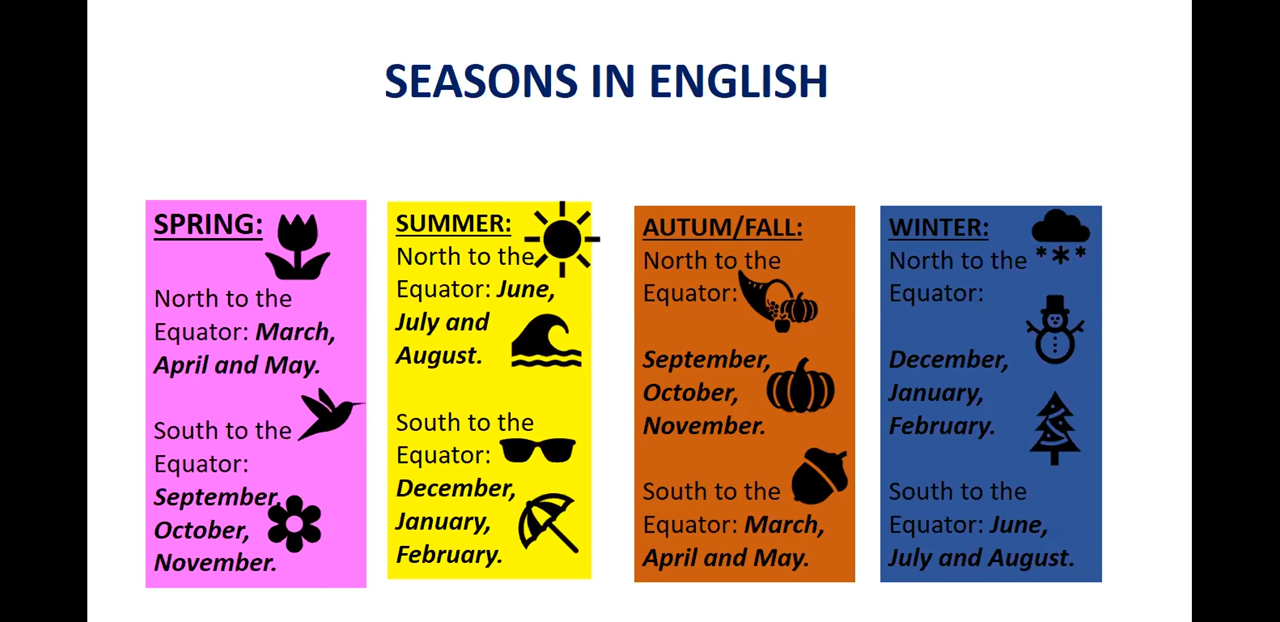 SEASONS IN ENGLISH
SPRING:
North to the
Equator: March,
April and May.
South to the
Equator:
September,
October,
November.
SUMMER:
North to the
Equator: June,
July and
August.
South to the
Equator:
December,
January,
February.
AUTUM/FALL:
North to the
Equator:
September,
October,
November.
South to the
Equator: March,
April and May.
WINTER:
North to the
Equator:
December,
January,
February.
South to the
Equator: June,
July and August.